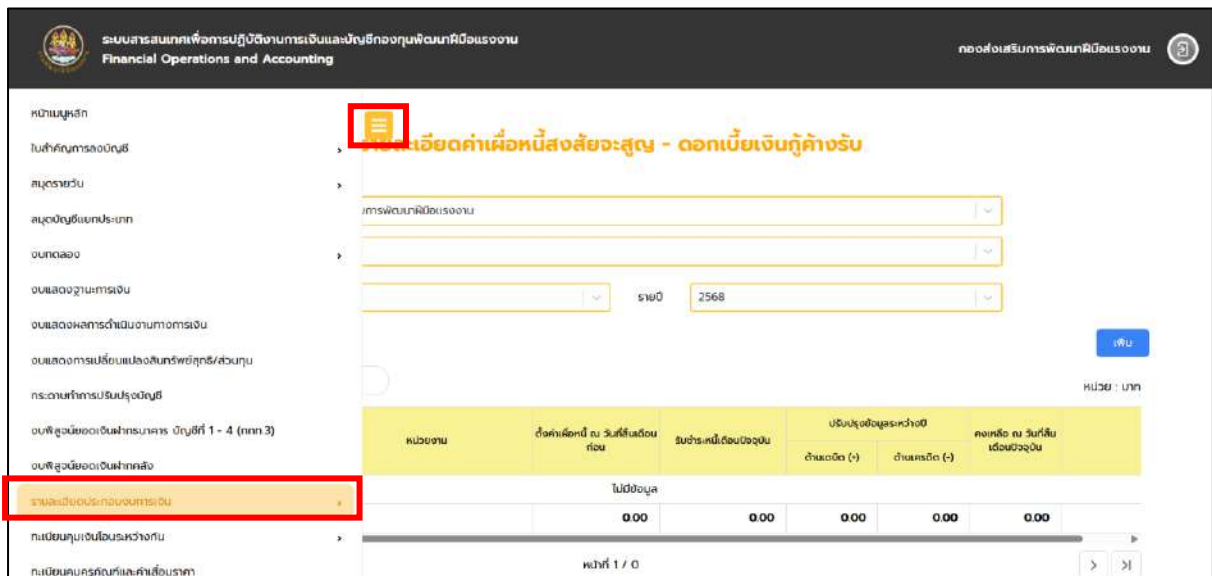 ระบบสารสนเทศเพื่อการปฏิบัติงานการเงินและบัญชีกองทุนพัฒนาฝีมือแรงงาน
Financial Operations and Accounting
กองส่งเสริมการพัฒนาฝีมือแรงงาน
หน้าเมนูหลัก
ใบสำคัญการลงบัญชี
สมุดรายวัน
สมุดบัญชีแยกประเภท
งบทดลอง
งบแสดงฐานะการเงิน
งบแสดงผลการดำเนินงานทางการเงิน
งบแสดงการเปลี่ยนแปลงสินทรัพย์สุทธิ/ส่วนทุน
กระดาษทำการปรับปรุงบัญชี
งบพิสูจน์ยอดเงินฝากธนาคาร บัญชีที่ 1 - 4 (กกท.3)
งบพิสูจน์ยอดเงินฝากคลัง
รายละเอียดประกอบงบการเงิน
ทะเบียนคุมเงินโอนระหว่างกัน
ทะเบียนคุมครุภัณฑ์และค่าเสื่อมราคา
รายละเอียดค่าเผื่อหนี้สงสัยจะสูญ - ดอกเบี้ยเงินกู้ค้างรับ
การพัฒนาฝีมือแรงงาน
รายปี 2568
เพิ่ม
หน่วย : บาท
หน่วยงาน
ตั้งค่าเผื่อหนี้ ณ วันที่สิ้นเดือน
ก่อน
รับชำระหนี้เดือนปัจจุบัน
ปรับปรุงข้อมูลระหว่างปี
ด้านเดบิต (+) ด้านเครดิต (-)
คงเหลือ ณ วันที่สิ้น
เดือนปัจจุบัน
ไม่มีข้อมูล
0.00 0.00 0.00 0.00 0.00
หน้าที่ 1 / 0